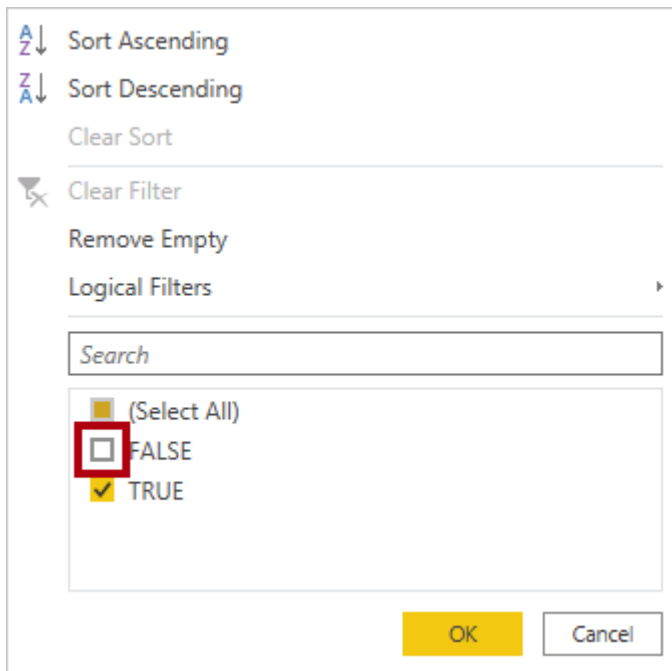 Sort Ascending
Sort Descending
Clear Sort
Clear Filter
Remove Empty
Logical Filters
Search
(Select All)
FALSE
TRUE
OK Cancel